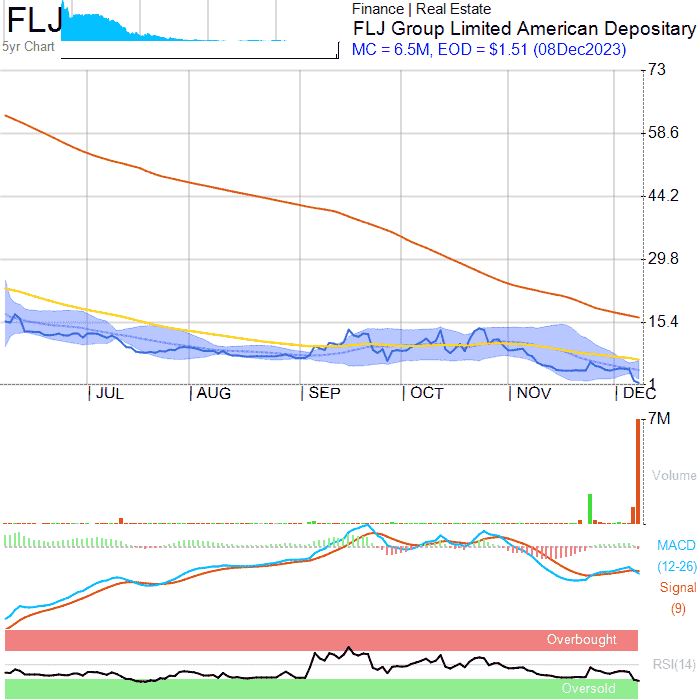 FLJ
5yr Chart
Finance | Real Estate
FLJ Group Limited American Depositary
MC = 6.5M, EOD = $1.51 (08Dec2023)
73
58.6
44.2
29.8
15.4
1
JUL AUG SEP OCT NOV DEC
7M
Volume
MACD
(12-26)
Signal
(9)
Overbought
RSI(14)
Oversold